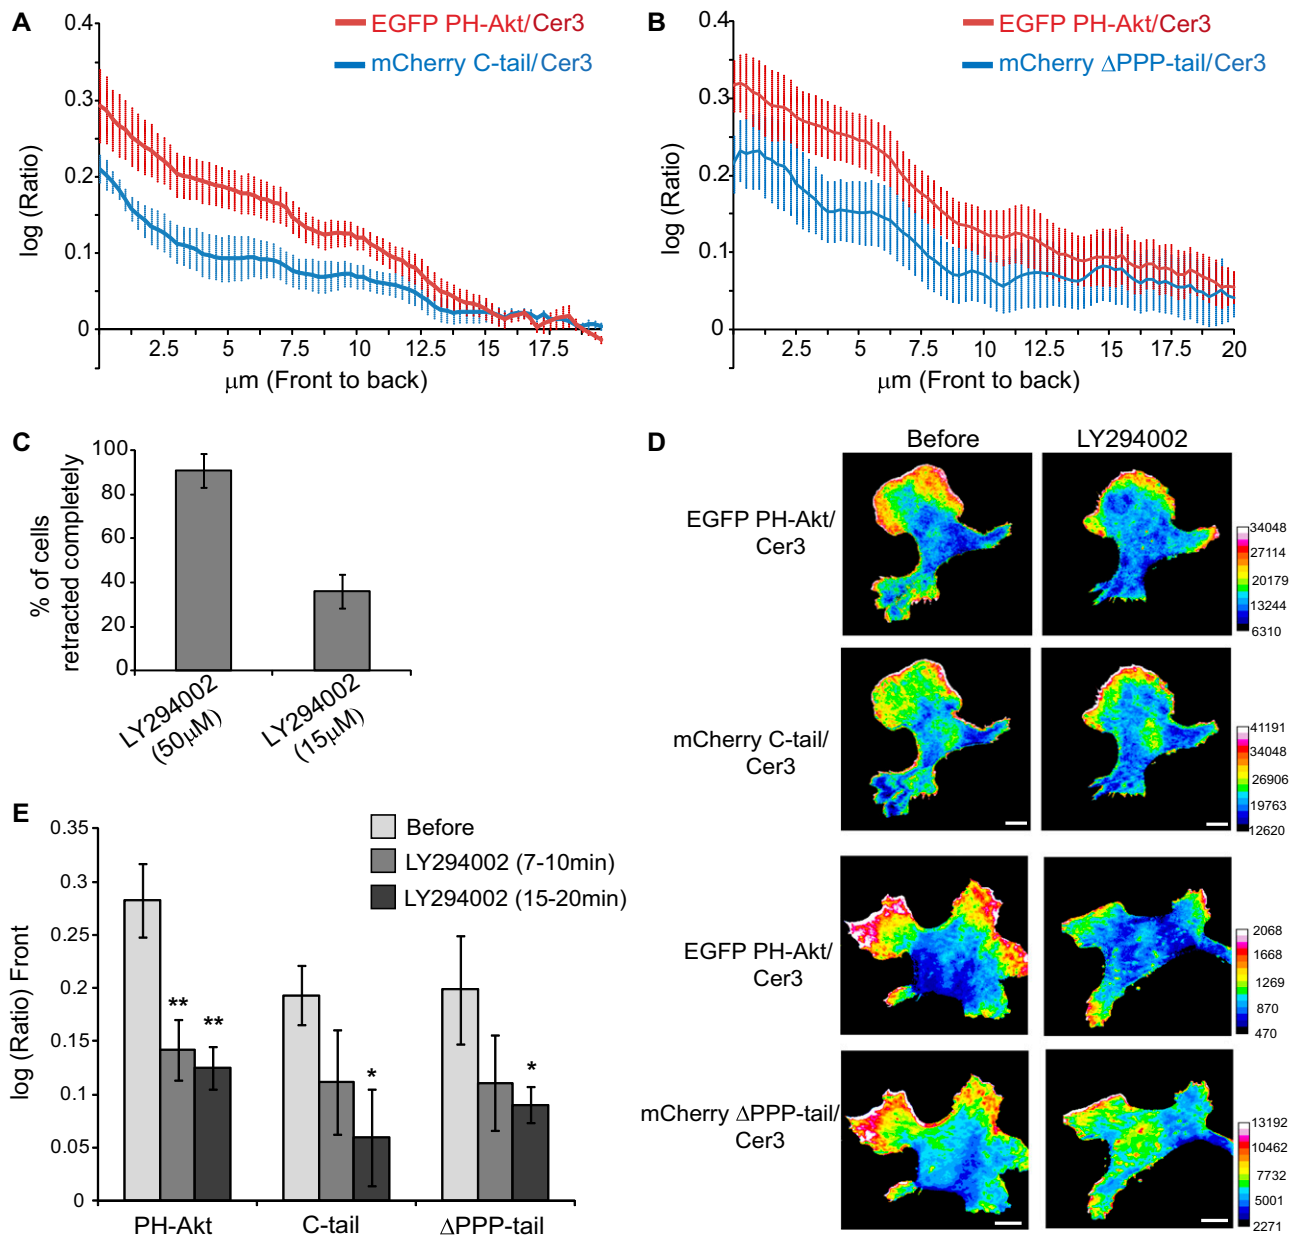 A
EGFP PH-Akt/Cer3
mCherry C-tail/Cer3
0.4
0.3
0.2
0.1
0
log (Ratio)
2.5 5 7.5 10 12.5 15 17.5
μm (Front to back)
B
EGFP PH-Akt/Cer3
mCherry ΔPPP-tail/Cer3
0.4
0.3
0.2
0.1
0
log (Ratio)
2.5 5 7.5 10 12.5 15 17.5 20
μm (Front to back)
C
% of cells
retracted completely
100
80
60
40
20
0
LY294002
(50μM)
LY294002
(15μM)
D
Before LY294002
EGFP PH-Akt/
Cer3
34048
27114
20179
13244
6310
mCherry C-tail/
Cer3
41191
34048
26906
19763
12620
EGFP PH-Akt/
Cer3
2068
1668
1269
870
470
mCherry ΔPPP-tail/
Cer3
13192
10462
7732
5001
2271
E
Before
LY294002 (7-10min)
LY294002 (15-20min)
log (Ratio) Front
0.35
0.3
0.25
0.2
0.15
0.1
0.05
0
** ** * *
PH-Akt C-tail ΔPPP-tail